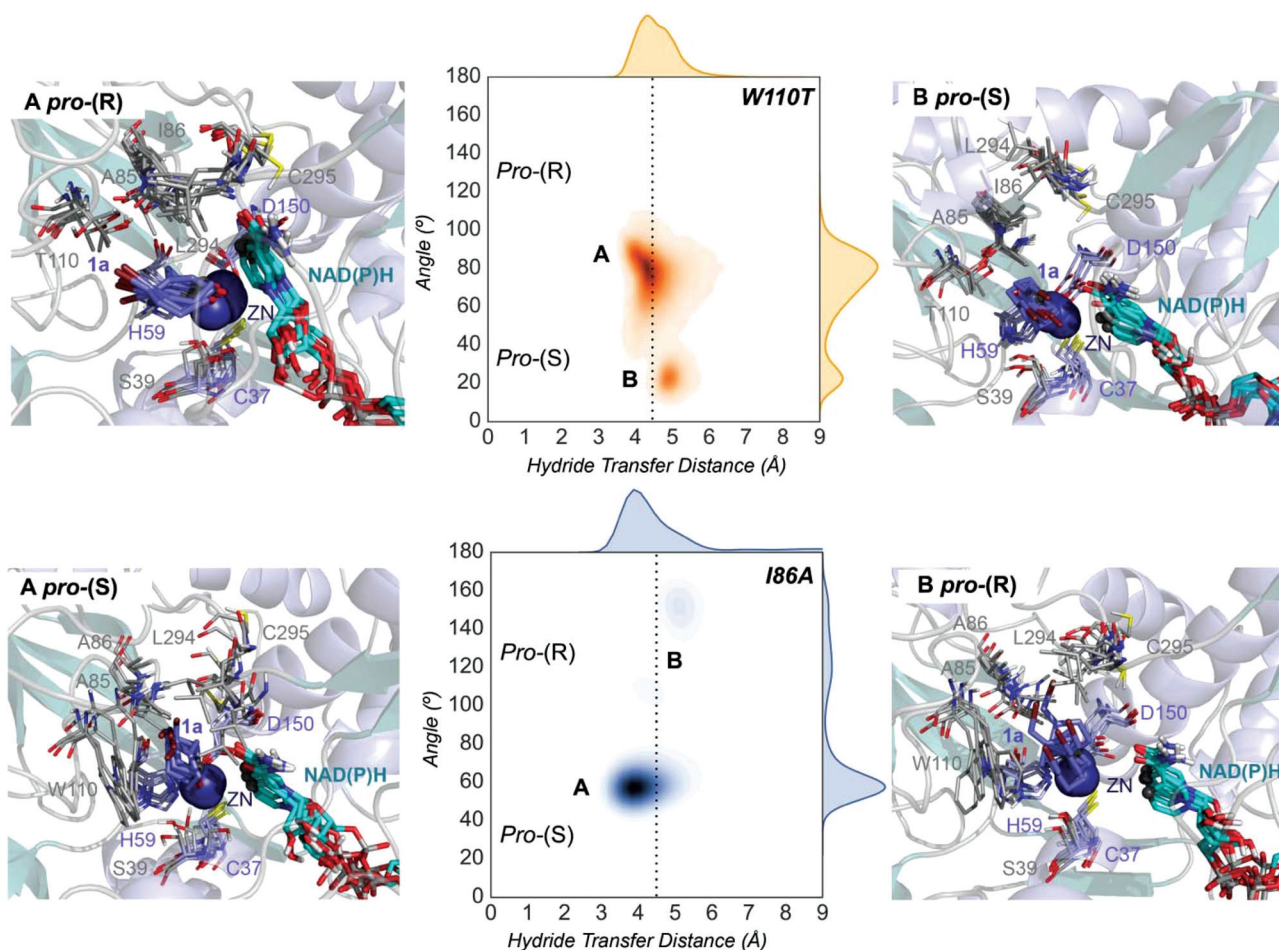 A pro-(R)
I86
A85
C295
D150
T110
1a
L294
NAD(P)H
ZN
H59
S39
C37
W110T
180
160
140
120
100
80
60
40
20
0
Angle (º)
Pro-(R)
A
Pro-(S)
B
0 1 2 3 4 5 6 7 8 9
Hydride Transfer Distance (Å)
B pro-(S)
L294
I86
C295
A85
D150
1a
T110
NAD(P)H
H59
ZN
S39
C37
A pro-(S)
A86
L294
C295
A85
1a
D150
W110
NAD(P)H
ZN
H59
S39
C37
I86A
180
160
140
120
100
80
60
40
20
0
Angle (º)
Pro-(R)
B
A
Pro-(S)
0 1 2 3 4 5 6 7 8 9
Hydride Transfer Distance (Å)
B pro-(R)
A86
L294
C295
A85
D150
1a
W110
NAD(P)H
ZN
H59
S39
C37